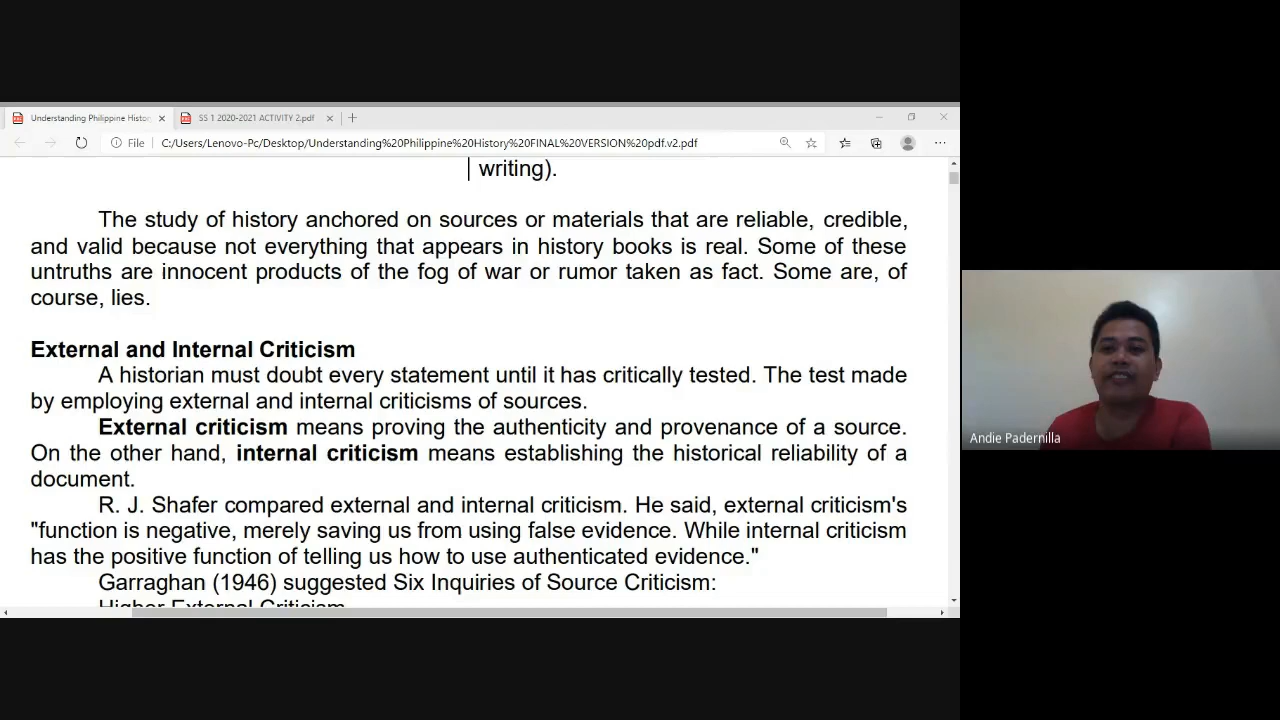 Understanding Philippine Histor
SS 1 2020-2021 ACTIVITY 2.pdf
File C:/Users/Lenovo-Pc/Desktop/Understanding%20Philippine%20History%20FINAL%20VERSION%20pdf.v2.pdf
writing).
The study of history anchored on sources or materials that are reliable, credible,
and valid because not everything that appears in history books is real. Some of these
untruths are innocent products of the fog of war or rumor taken as fact. Some are, of
course, lies.
External and Internal Criticism
A historian must doubt every statement until it has critically tested. The test made
by employing external and internal criticisms of sources.
External criticism means proving the authenticity and provenance of a source.
On the other hand, internal criticism means establishing the historical reliability of a
document.
R. J. Shafer compared external and internal criticism. He said, external criticism's
"function is negative, merely saving us from using false evidence. While internal criticism
has the positive function of telling us how to use authenticated evidence."
Garraghan (1946) suggested Six Inquiries of Source Criticism:
Higher External Criticism
Andie Padernilla